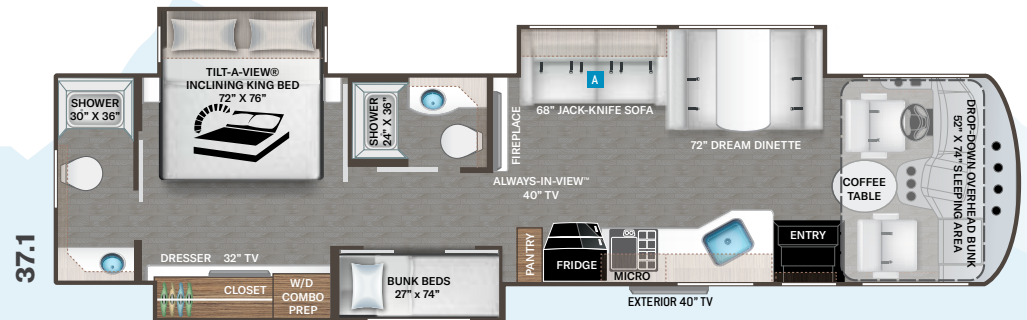 37.1
SHOWER
30" X 36"
TILT-A-VIEW®
INCLINING KING BED
72" X 76"
SHOWER
24" X 36"
FIREPLACE
A
68" JACK-KNIFE SOFA
72" DREAM DINETTE
ALWAYS-IN-VIEW™
40" TV
DROP-DOWN OVERHEAD BUNK
52" X 74" SLEEPING AREA
COFFEE
TABLE
DRESSER 32" TV
CLOSET
W/D
COMBO
PREP
BUNK BEDS
27" x 74"
PANTRY
FRIDGE
MICRO
ENTRY
EXTERIOR 40" TV